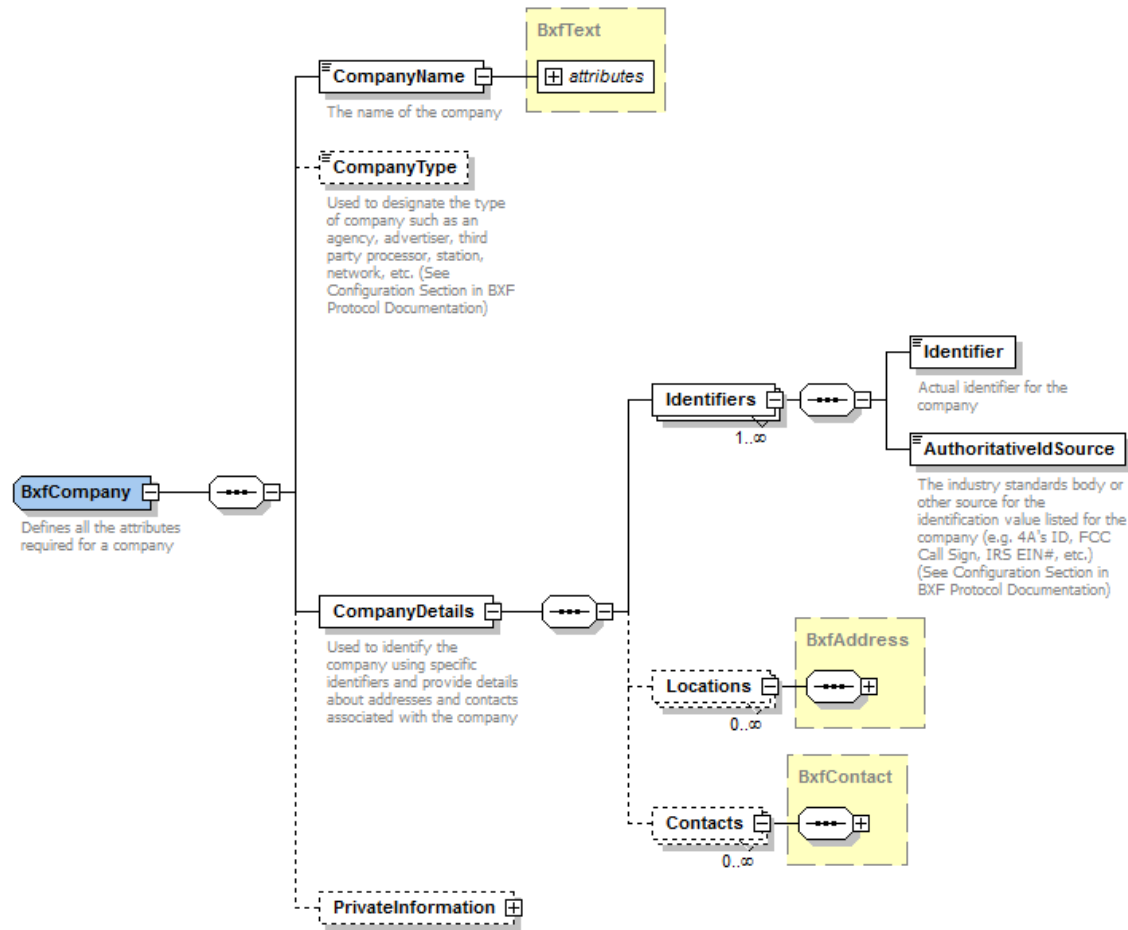 BxfText
CompanyName
attributes
The name of the company
CompanyType
Used to designate the type
of company such as an
agency, advertiser, third
party processor, station,
network, etc. (See
Configuration Section in BXF
Protocol Documentation)
Identifier
Actual identifier for the
company
Identifiers
1..∞
AuthoritativeIdSource
The industry standards body or
other source for the
identification value listed for the
company (e.g. 4A's ID, FCC
Call Sign, IRS EIN#, etc.)
(See Configuration Section in
BXF Protocol Documentation)
BxfCompany
Defines all the attributes
required for a company
CompanyDetails
Used to identify the
company using specific
identifiers and provide details
about addresses and contacts
associated with the company
BxfAddress
Locations
0..∞
BxfContact
Contacts
0..∞
PrivateInformation